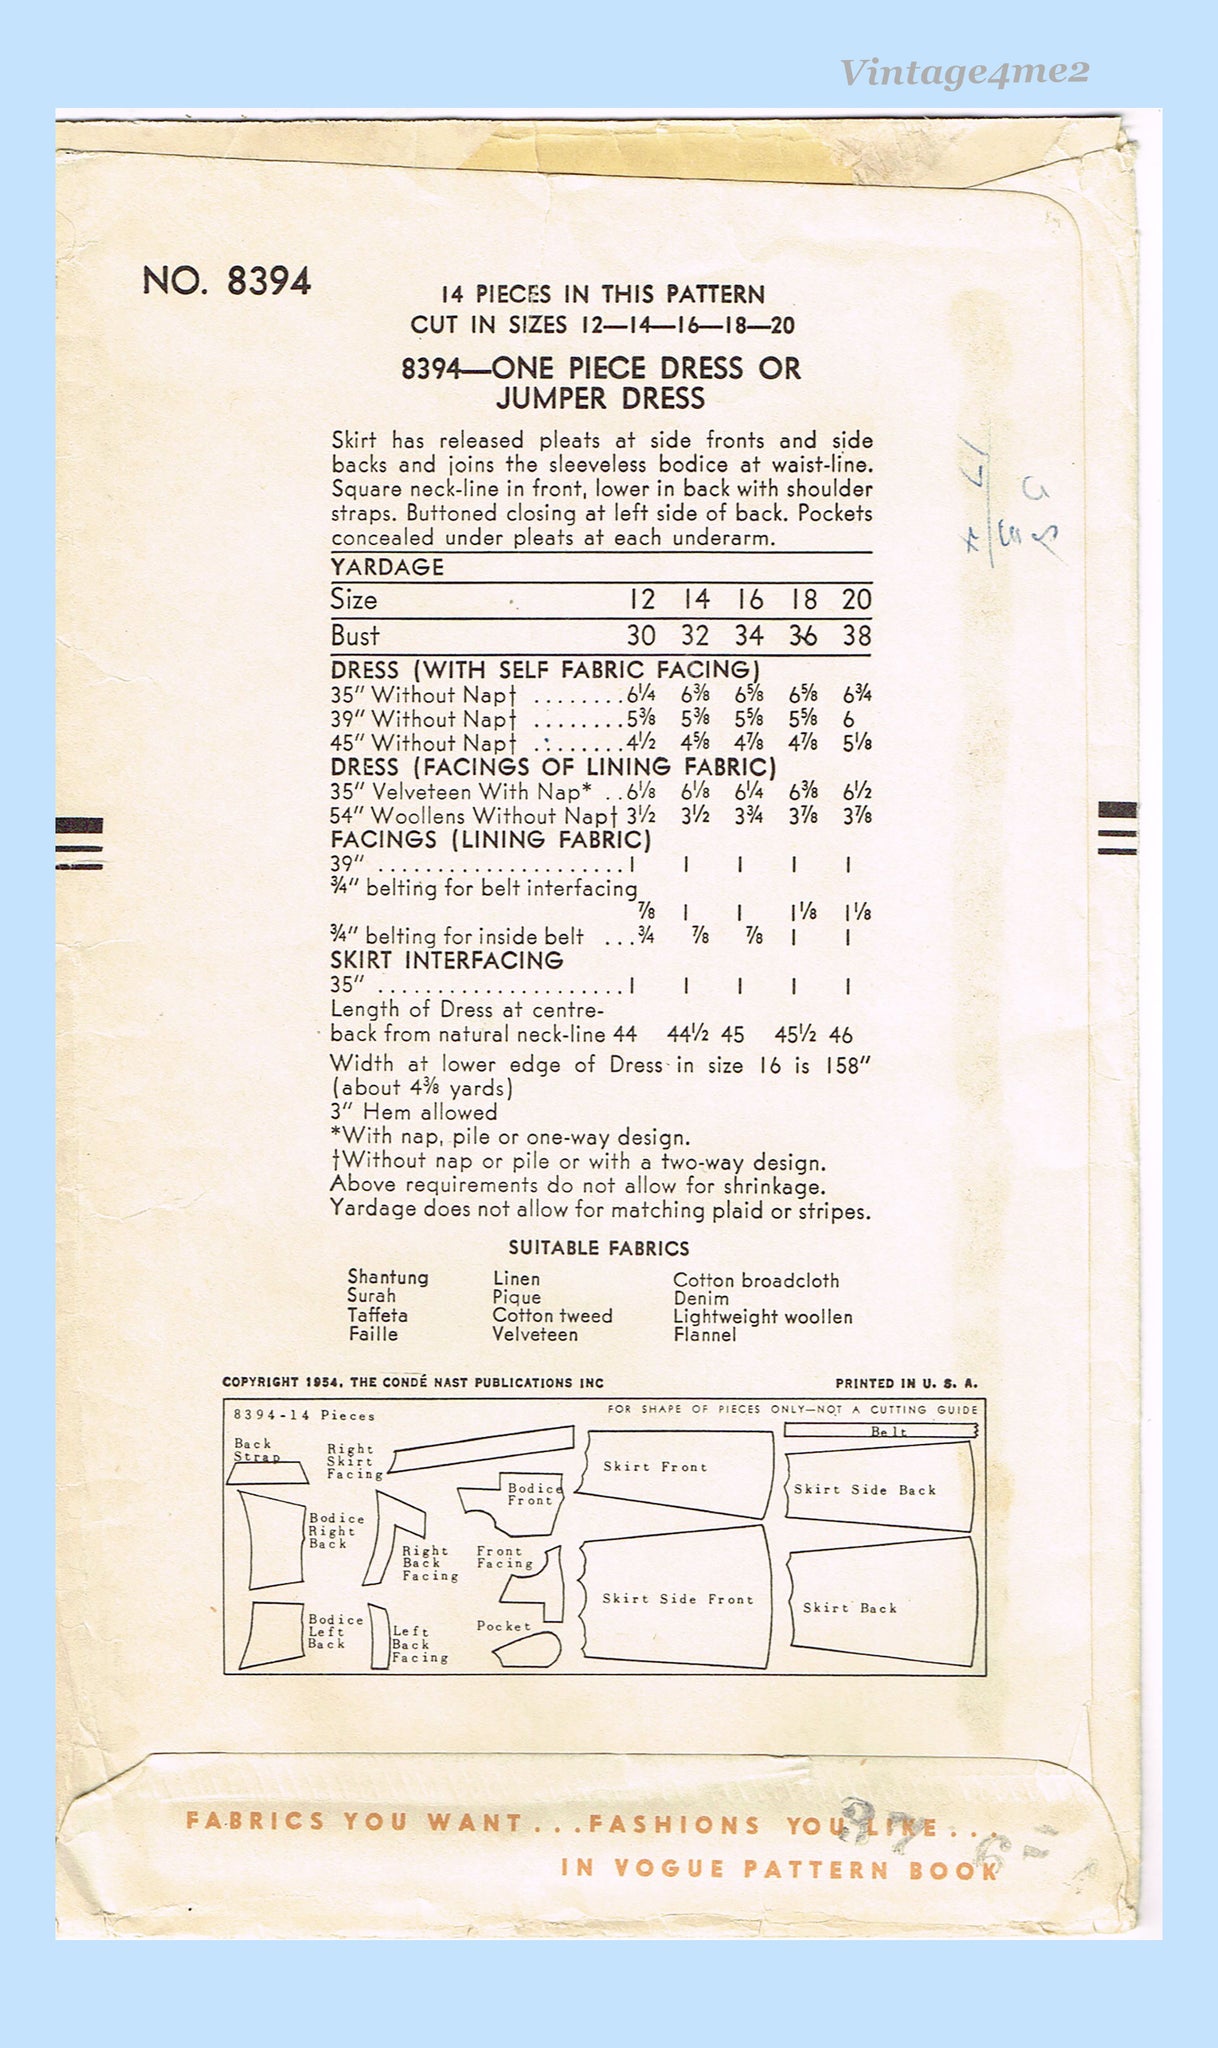 Vintage4me2
NO. 8394
14 PIECES IN THIS PATTERN
CUT IN SIZES 12—14—16—18—20
8394—ONE PIECE DRESS OR
JUMPER DRESS
Skirt has released pleats at side fronts and side
backs and joins the sleeveless bodice at waist-line.
Square neck-line in front, lower in back with shoulder
straps. Buttoned closing at left side of back. Pockets
concealed under pleats at each underarm.
YARDAGE
Size 12 14 16 18 20
Bust 30 32 34 36 38
DRESS (WITH SELF FABRIC FACING)
35" Without Nap† ........6¼ 6⅜ 6⅝ 6⅝ 6¾
39" Without Nap† ........5⅜ 5⅜ 5⅝ 5⅝ 6
45" Without Nap† ........4½ 4⅝ 4⅞ 4⅞ 5⅛
DRESS (FACINGS OF LINING FABRIC)
35" Velveteen With Nap* ..6⅛ 6⅛ 6¼ 6⅜ 6½
54" Woollens Without Nap† 3½ 3½ 3¾ 3⅞ 3⅞
FACINGS (LINING FABRIC)
39" .....................1 1 1 1 1
¾" belting for belt interfacing
⅞ 1 1 1⅛ 1⅛
¾" belting for inside belt ...¾ ⅞ ⅞ 1 1
SKIRT INTERFACING
35" .....................1 1 1 1 1
Length of Dress at centre-
back from natural neck-line 44 44½ 45 45½ 46
Width at lower edge of Dress in size 16 is 158"
(about 4⅜ yards)
3" Hem allowed
*With nap, pile or one-way design.
†Without nap or pile or with a two-way design.
Above requirements do not allow for shrinkage.
Yardage does not allow for matching plaid or stripes.
SUITABLE FABRICS
Shantung Linen Cotton broadcloth
Surah Pique Denim
Taffeta Cotton tweed Lightweight woollen
Faille Velveteen Flannel
COPYRIGHT 1954, THE CONDÉ NAST PUBLICATIONS INC PRINTED IN U. S. A.
8394-14 Pieces
FOR SHAPE OF PIECES ONLY—NOT A CUTTING GUIDE
Back
Strap
Right
Skirt
Facing
Belt
Skirt Front
Bodice
Front
Skirt Side Back
Bodice
Right
Back
Right
Back
Facing
Front
Facing
Skirt Side Front
Skirt Back
Bodice
Left
Back
Left
Back
Facing
Pocket
FABRICS YOU WANT...FASHIONS YOU LIKE...
IN VOGUE PATTERN BOOK